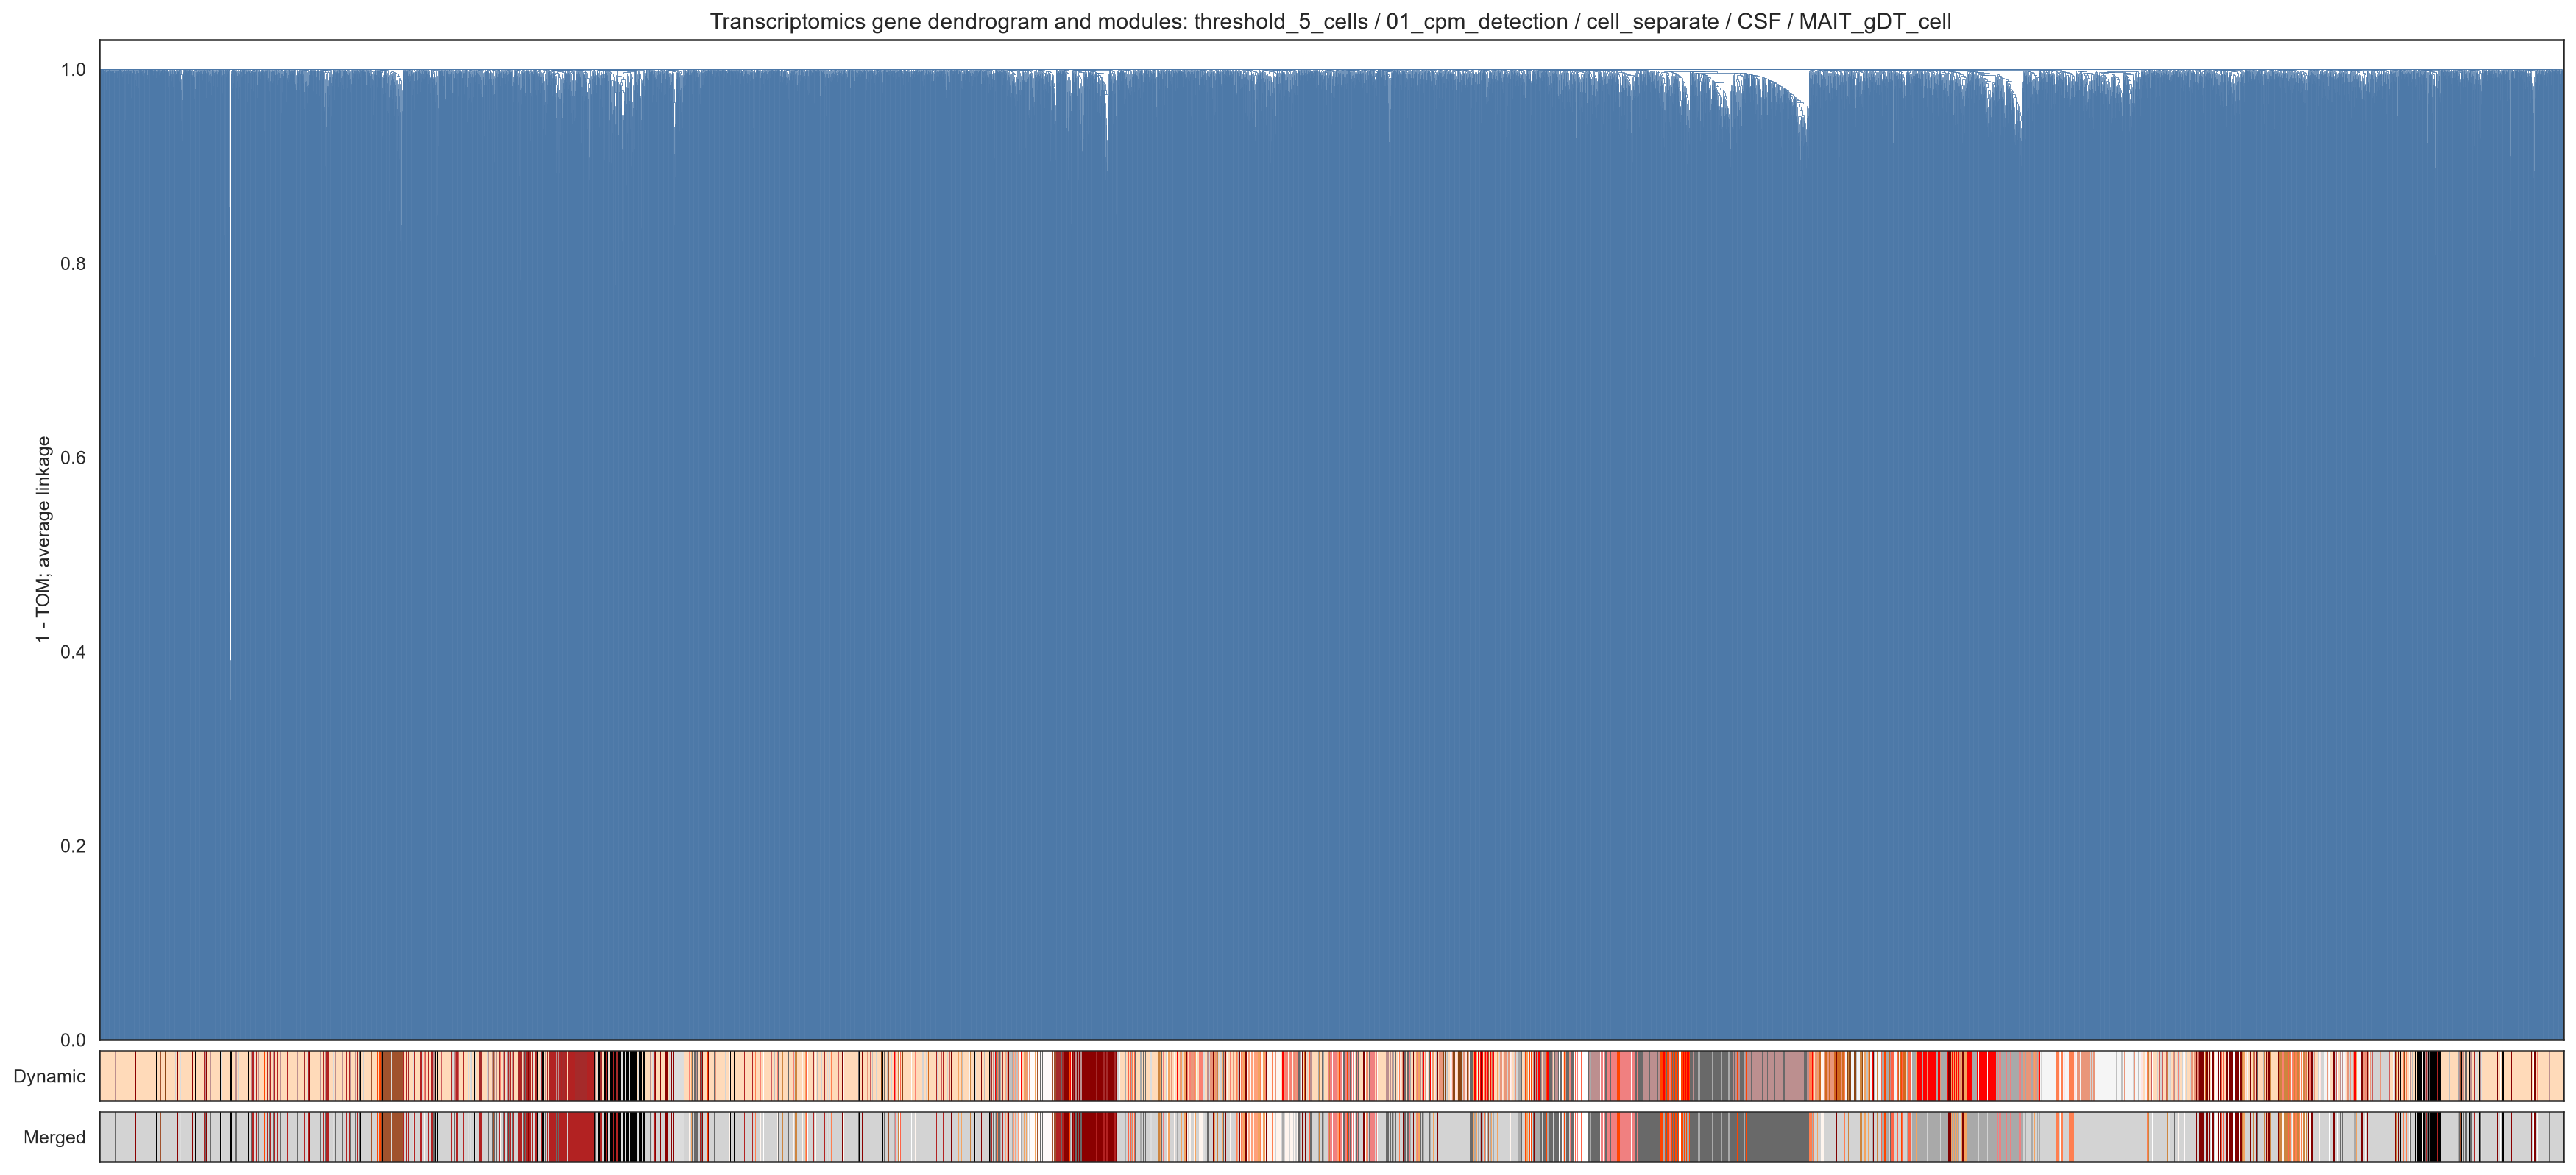 Transcriptomics gene dendrogram and modules: threshold_5_cells / 01_cpm_detection / cell_separate / CSF / MAIT_gDT_cell
1.0
0.8
0.6
0.4
0.2
0.0
1 - TOM; average linkage
Dynamic
Merged